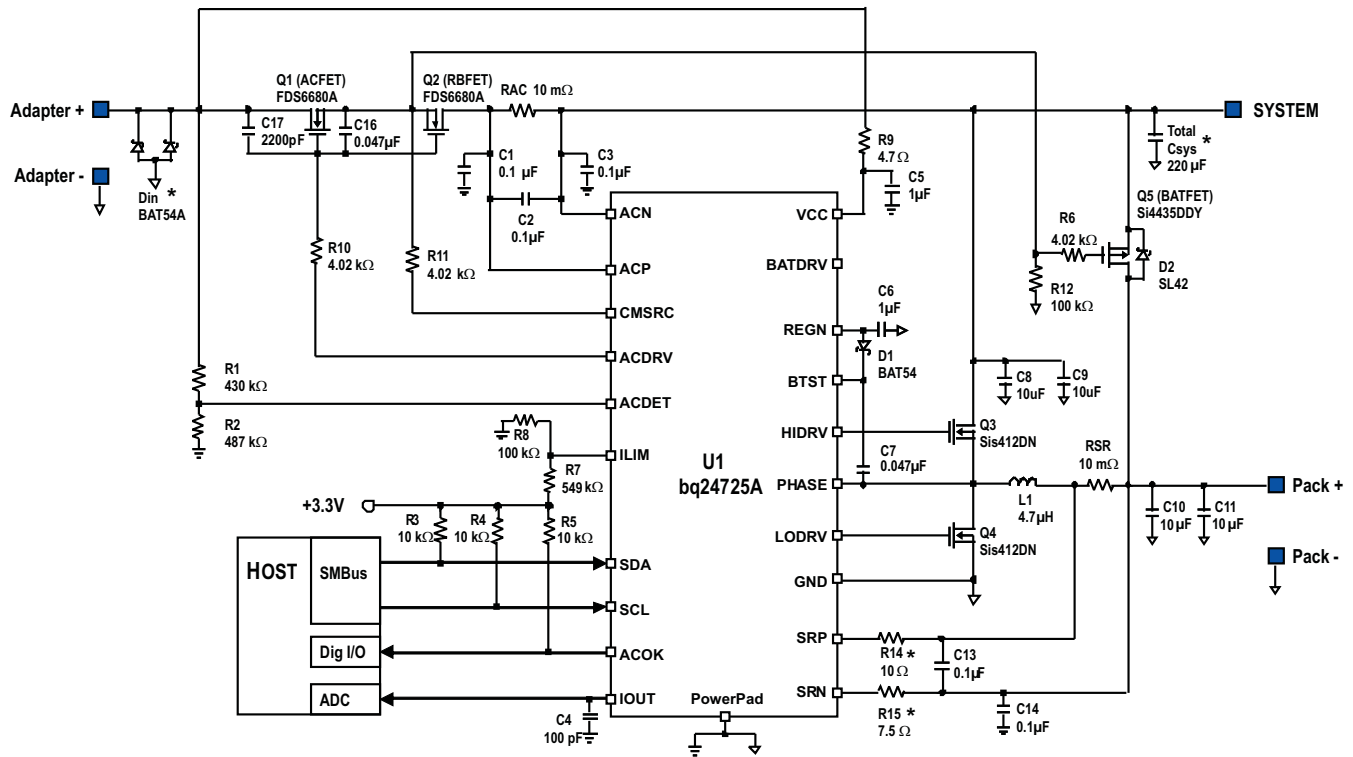 Adapter +
Adapter -
Din *
BAT54A
Q1 (ACFET)
FDS6680A
C17
2200pF
C16
0.047µF
Q2 (RBFET)
FDS6680A
RAC 10 mΩ
C1
0.1 µF
C3
0.1µF
C2
0.1µF
R10
4.02 kΩ
R11
4.02 kΩ
R1
430 kΩ
R2
487 kΩ
R8
100 kΩ
R7
549 kΩ
+3.3V
R3
10 kΩ
R4
10 kΩ
R5
10 kΩ
HOST
SMBus
Dig I/O
ADC
C4
100 pF
ACN
ACP
CMSRC
ACDRV
ACDET
ILIM
SDA
SCL
ACOK
IOUT
U1
bq24725A
PowerPad
VCC
BATDRV
REGN
BTST
HIDRV
PHASE
LODRV
GND
SRP
SRN
R9
4.7 Ω
C5
1µF
C6
1µF
D1
BAT54
C7
0.047µF
R6
4.02 kΩ
R12
100 kΩ
Q5 (BATFET)
Si4435DDY
D2
SL42
Total *
Csys
220 µF
SYSTEM
C8
10uF
C9
10uF
Q3
Sis412DN
Q4
Sis412DN
L1
4.7µH
RSR
10 mΩ
C10
10 µF
C11
10 µF
Pack +
Pack -
R14 *
10 Ω
C13
0.1µF
R15 *
7.5 Ω
C14
0.1µF